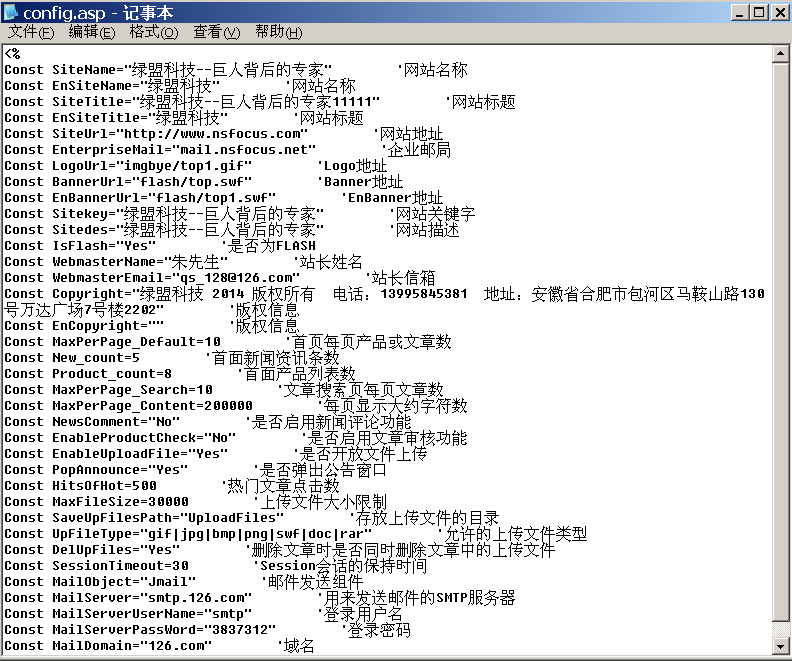 config.asp - 记事本
文件(F) 编辑(E) 格式(O) 查看(V) 帮助(H)
<%
Const SiteName="绿盟科技--巨人背后的专家" '网站名称
Const EnSiteName="绿盟科技" '网站名称
Const SiteTitle="绿盟科技--巨人背后的专家11111" '网站标题
Const EnSiteTitle="绿盟科技" '网站标题
Const SiteUrl="http://www.nsfocus.com" '网站地址
Const EnterpriseMail="mail.nsfocus.net" '企业邮局
Const LogoUrl="imgbye/top1.gif" 'Logo地址
Const BannerUrl="flash/top.swf" 'Banner地址
Const EnBannerUrl="flash/top1.swf" 'EnBanner地址
Const Sitekey="绿盟科技--巨人背后的专家" '网站关键字
Const Sitedes="绿盟科技--巨人背后的专家" '网站描述
Const IsFlash="Yes" '是否为FLASH
Const WebmasterName="朱先生" '站长姓名
Const WebmasterEmail="qs_128@126.com" '站长信箱
Const Copyright="绿盟科技 2014 版权所有 电话：13995845381 地址：安徽省合肥市包河区马鞍山路130
号万达广场7号楼2202" '版权信息
Const EnCopyright="" '版权信息
Const MaxPerPage_Default=10 '首页每页产品或文章数
Const New_count=5 '首面新闻资讯条数
Const Product_count=8 '首面产品列表数
Const MaxPerPage_Search=10 '文章搜索页每页文章数
Const MaxPerPage_Content=200000 '每页显示大约字符数
Const NewsComment="No" '是否启用新闻评论功能
Const EnableProductCheck="No" '是否启用文章审核功能
Const EnableUploadFile="Yes" '是否开放文件上传
Const PopAnnounce="Yes" '是否弹出公告窗口
Const HitsOfHot=500 '热门文章点击数
Const MaxFileSize=30000 '上传文件大小限制
Const SaveUpFilesPath="UploadFiles" '存放上传文件的目录
Const UpFileType="gif|jpg|bmp|png|swf|doc|rar" '允许的上传文件类型
Const DelUpFiles="Yes" '删除文章时是否同时删除文章中的上传文件
Const SessionTimeout=30 'Session会话的保持时间
Const MailObject="Jmail" '邮件发送组件
Const MailServer="smtp.126.com" '用来发送邮件的SMTP服务器
Const MailServerUserName="smtp" '登录用户名
Const MailServerPassWord="3837312" '登录密码
Const MailDomain="126.com" '域名